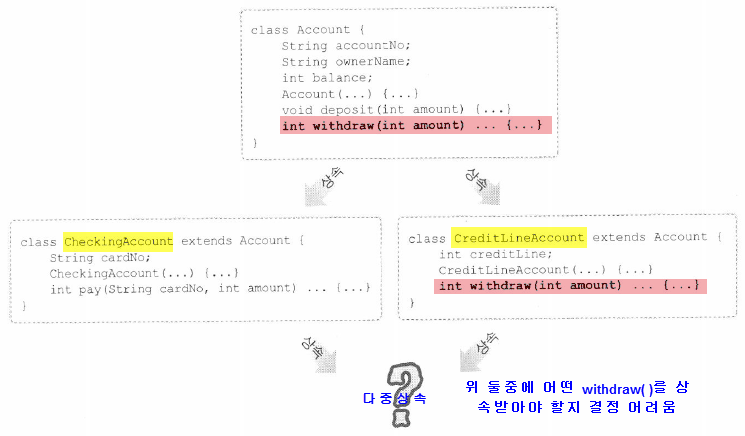 class Account {
String accountNo;
String ownerName;
int balance;
Account(...) {...}
void deposit(int amount) {...}
int withdraw(int amount) ... {...}
}
상속
상속
class CheckingAccount extends Account {
String cardNo;
CheckingAccount(...) {...}
int pay(String cardNo, int amount) ... {...}
}
class CreditLineAccount extends Account {
int creditLine;
CreditLineAccount(...) {...}
int withdraw(int amount) ... {...}
}
상속
상속
?
다중상속
위 둘중에 어떤 withdraw( )를 상
속받아야 할지 결정 어려움